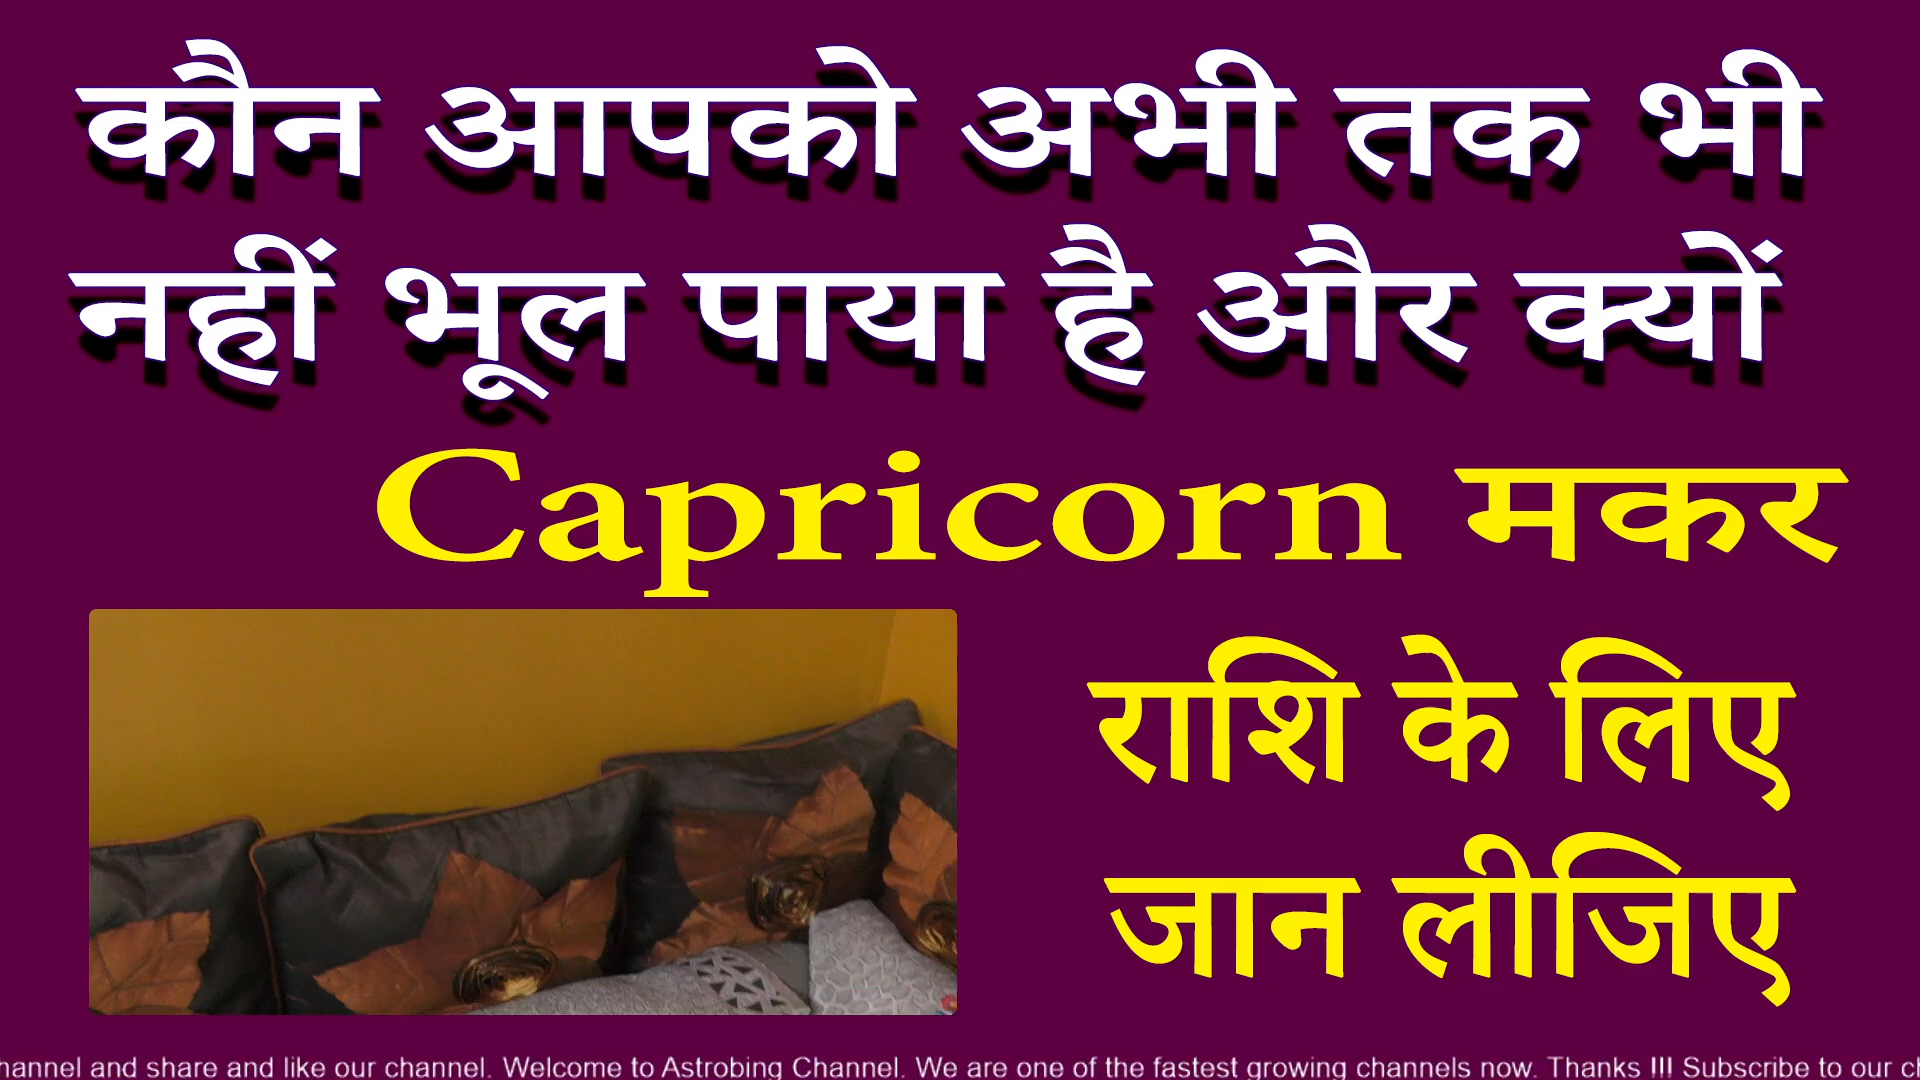 कौन आपको अभी तक भी
नहीं भूल पाया है और क्यों
Capricorn मकर
राशि के लिए
जान लीजिए
hannel and share and like our channel. Welcome to Astrobing Channel. We are one of the fastest growing channels now. Thanks !!! Subscribe to our ch